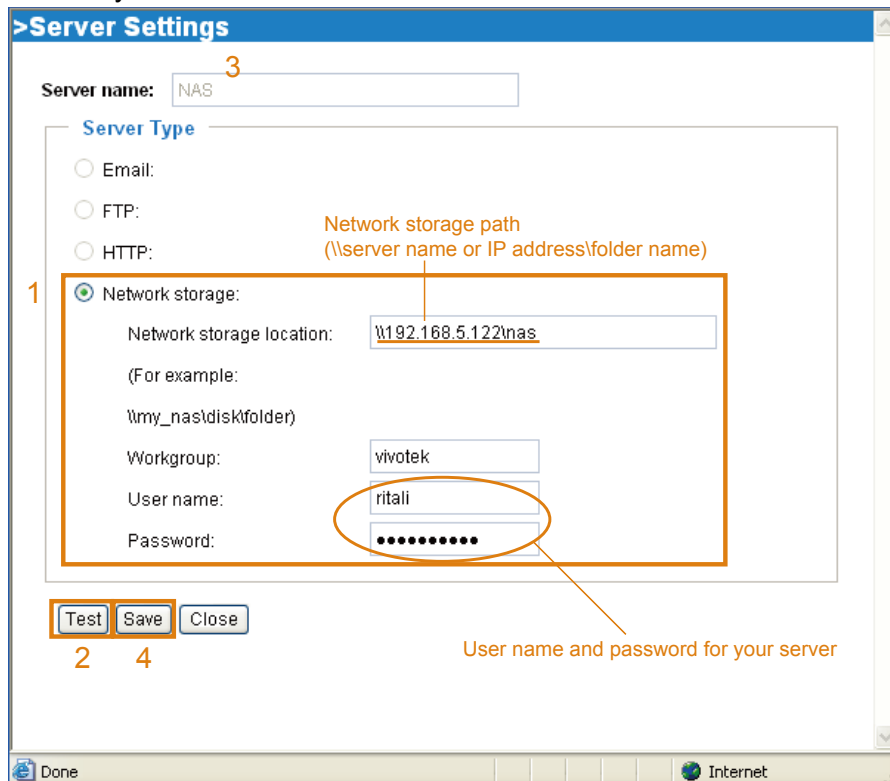 >Server Settings
3
Server name: NAS
Server Type
Email:
FTP:
HTTP:
Network storage path
(\\server name or IP address\folder name)
1
Network storage:
Network storage location: \\192.168.5.122\nas
(For example:
\\my_nas\disk\folder)
Workgroup: vivotek
User name: ritali
Password: ●●●●●●●●●●
Test Save Close
2 4
User name and password for your server
Done Internet